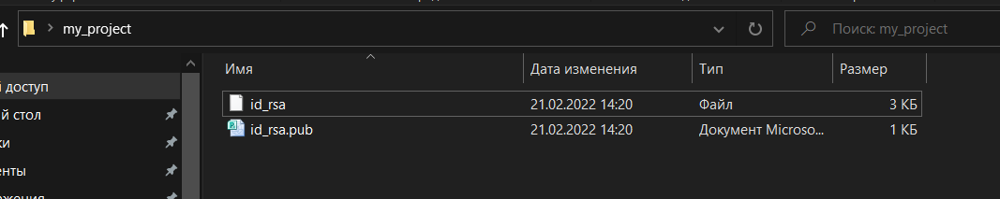 my_project
Поиск: my_project
Имя
Дата изменения
Тип
Размер
й доступ
id_rsa
21.02.2022 14:20
Файл
3 КБ
й стол
id_rsa.pub
21.02.2022 14:20
Документ Microso...
1 КБ
ки
енты
ражения